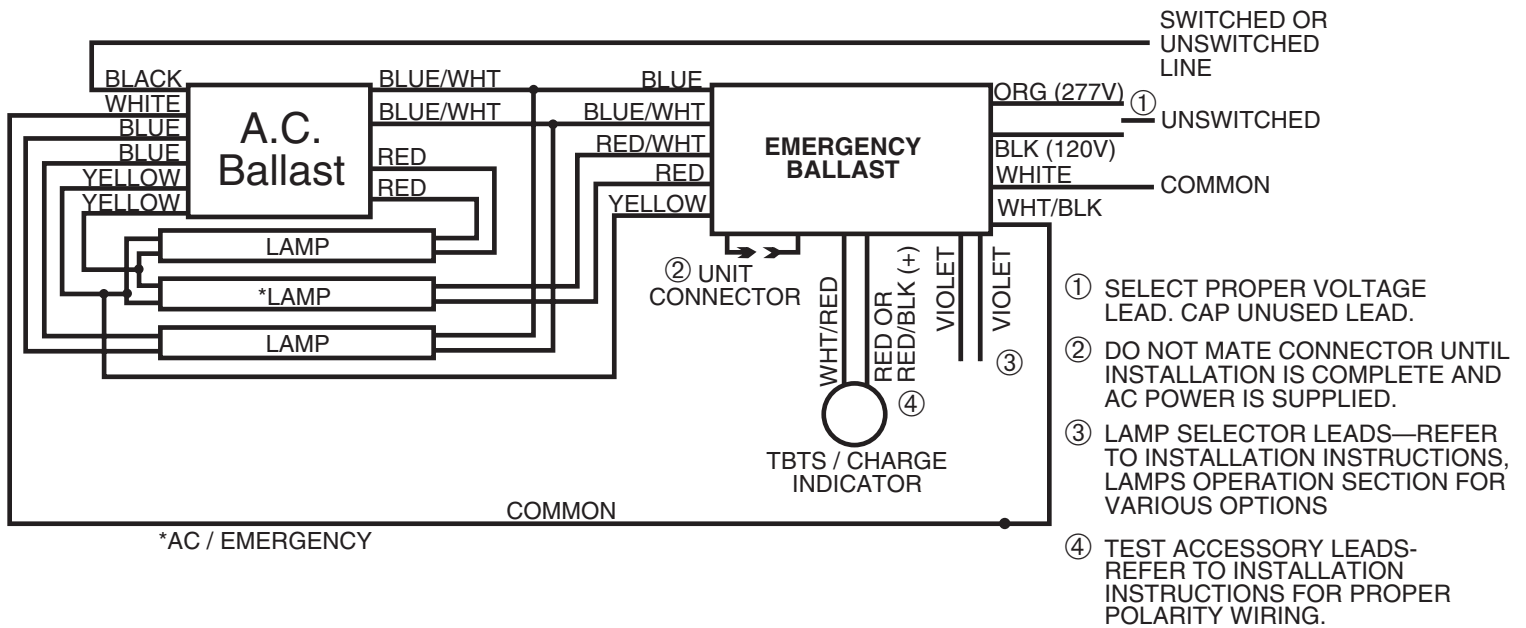 SWITCHED OR
UNSWITCHED
LINE
BLACK
WHITE
BLUE
BLUE
YELLOW
YELLOW
A.C.
Ballast
BLUE/WHT
BLUE/WHT
RED
RED
BLUE
BLUE/WHT
RED/WHT
RED
YELLOW
EMERGENCY
BALLAST
ORG (277V)
①
UNSWITCHED
BLK (120V)
WHITE
COMMON
WHT/BLK
LAMP
*LAMP
LAMP
② UNIT
CONNECTOR
WHT/RED
RED OR
RED/BLK (+)
VIOLET
VIOLET
③
④
TBTS / CHARGE
INDICATOR
COMMON
*AC / EMERGENCY
① SELECT PROPER VOLTAGE
LEAD. CAP UNUSED LEAD.
② DO NOT MATE CONNECTOR UNTIL
INSTALLATION IS COMPLETE AND
AC POWER IS SUPPLIED.
③ LAMP SELECTOR LEADS—REFER
TO INSTALLATION INSTRUCTIONS,
LAMPS OPERATION SECTION FOR
VARIOUS OPTIONS
④ TEST ACCESSORY LEADS-
REFER TO INSTALLATION
INSTRUCTIONS FOR PROPER
POLARITY WIRING.